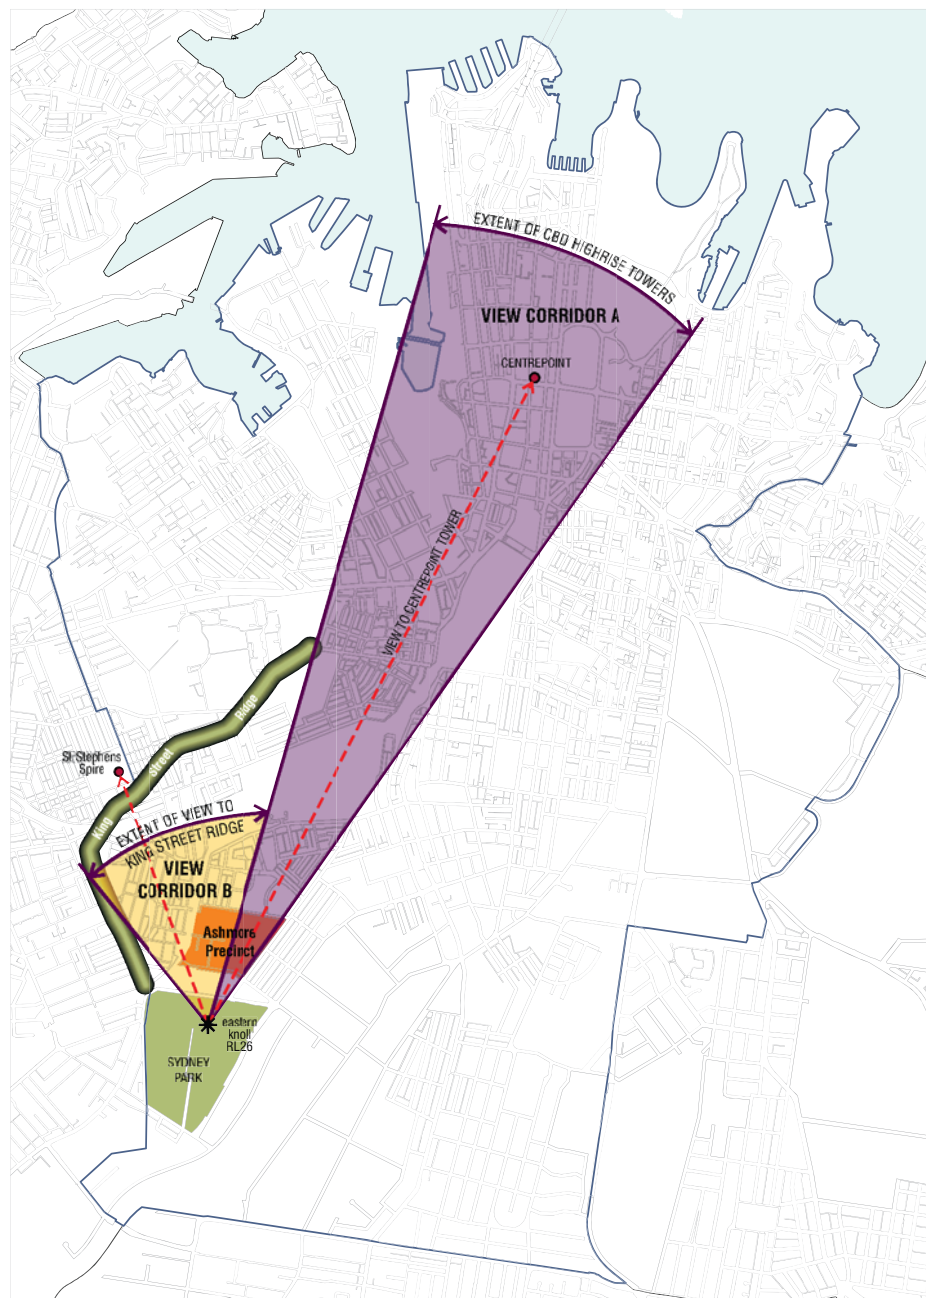 EXTENT OF CBD HIGHRISE TOWERS
VIEW CORRIDOR A
CENTREPOINT
VIEW TO CENTREPOINT TOWER
King Street Ridge
St Stephens
Spire
EXTENT OF VIEW TO
KING STREET RIDGE
VIEW
CORRIDOR B
Ashmore
Precinct
eastern
knoll
RL26
SYDNEY
PARK